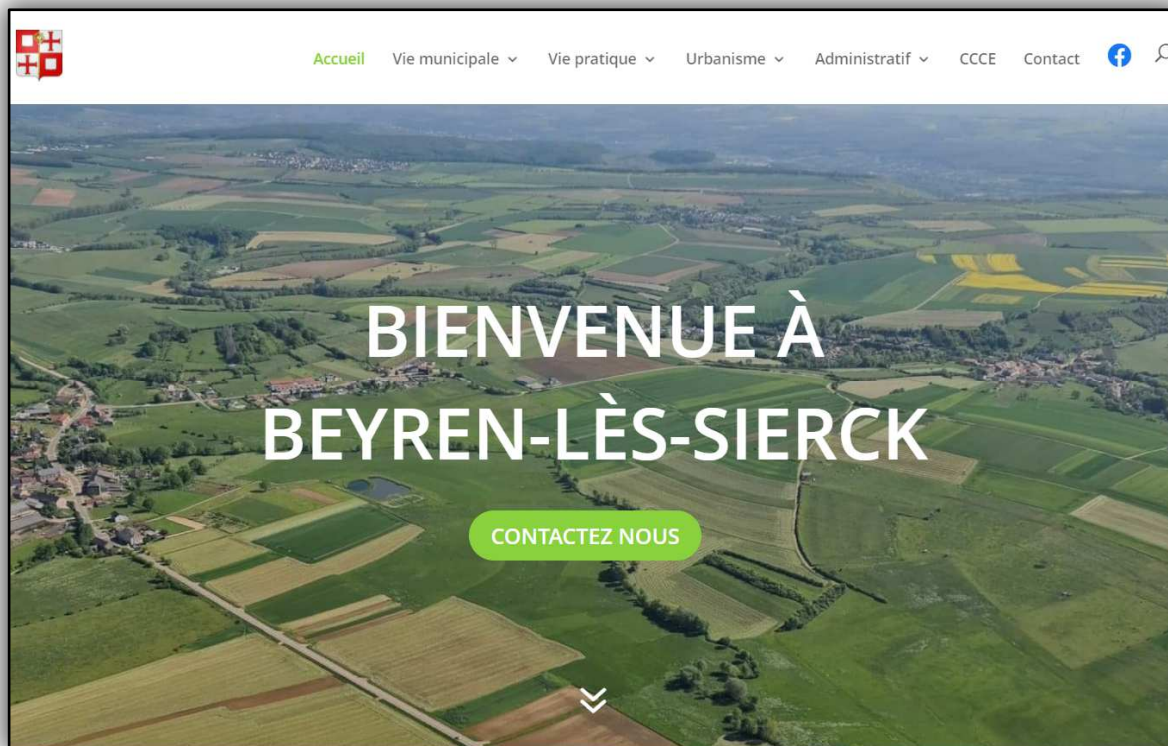 Accueil Vie municipale Vie pratique Urbanisme Administratif CCCE Contact
BIENVENUE À
BEYREN-LÈS-SIERCK
CONTACTEZ NOUS